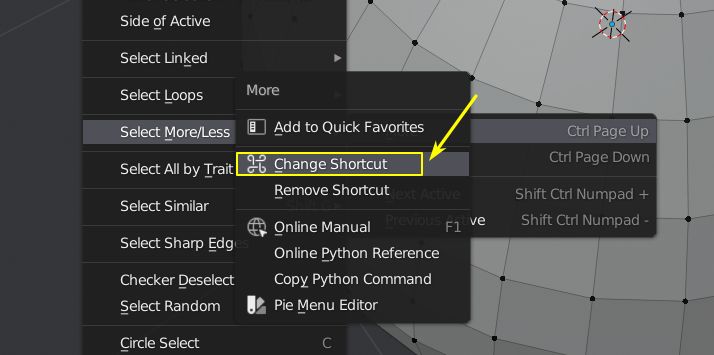 Side of Active
Select Linked
Select Loops
Select More/Less
Select All by Trait
Select Similar
Select Sharp Edges
Checker Deselect
Select Random
Circle Select C
More
Add to Quick Favorites
Change Shortcut
Remove Shortcut
Online Manual F1
Online Python Reference
Copy Python Command
Pie Menu Editor
Ctrl Page Up
Ctrl Page Down
Next Active Shift Ctrl Numpad +
Previous Active Shift Ctrl Numpad -